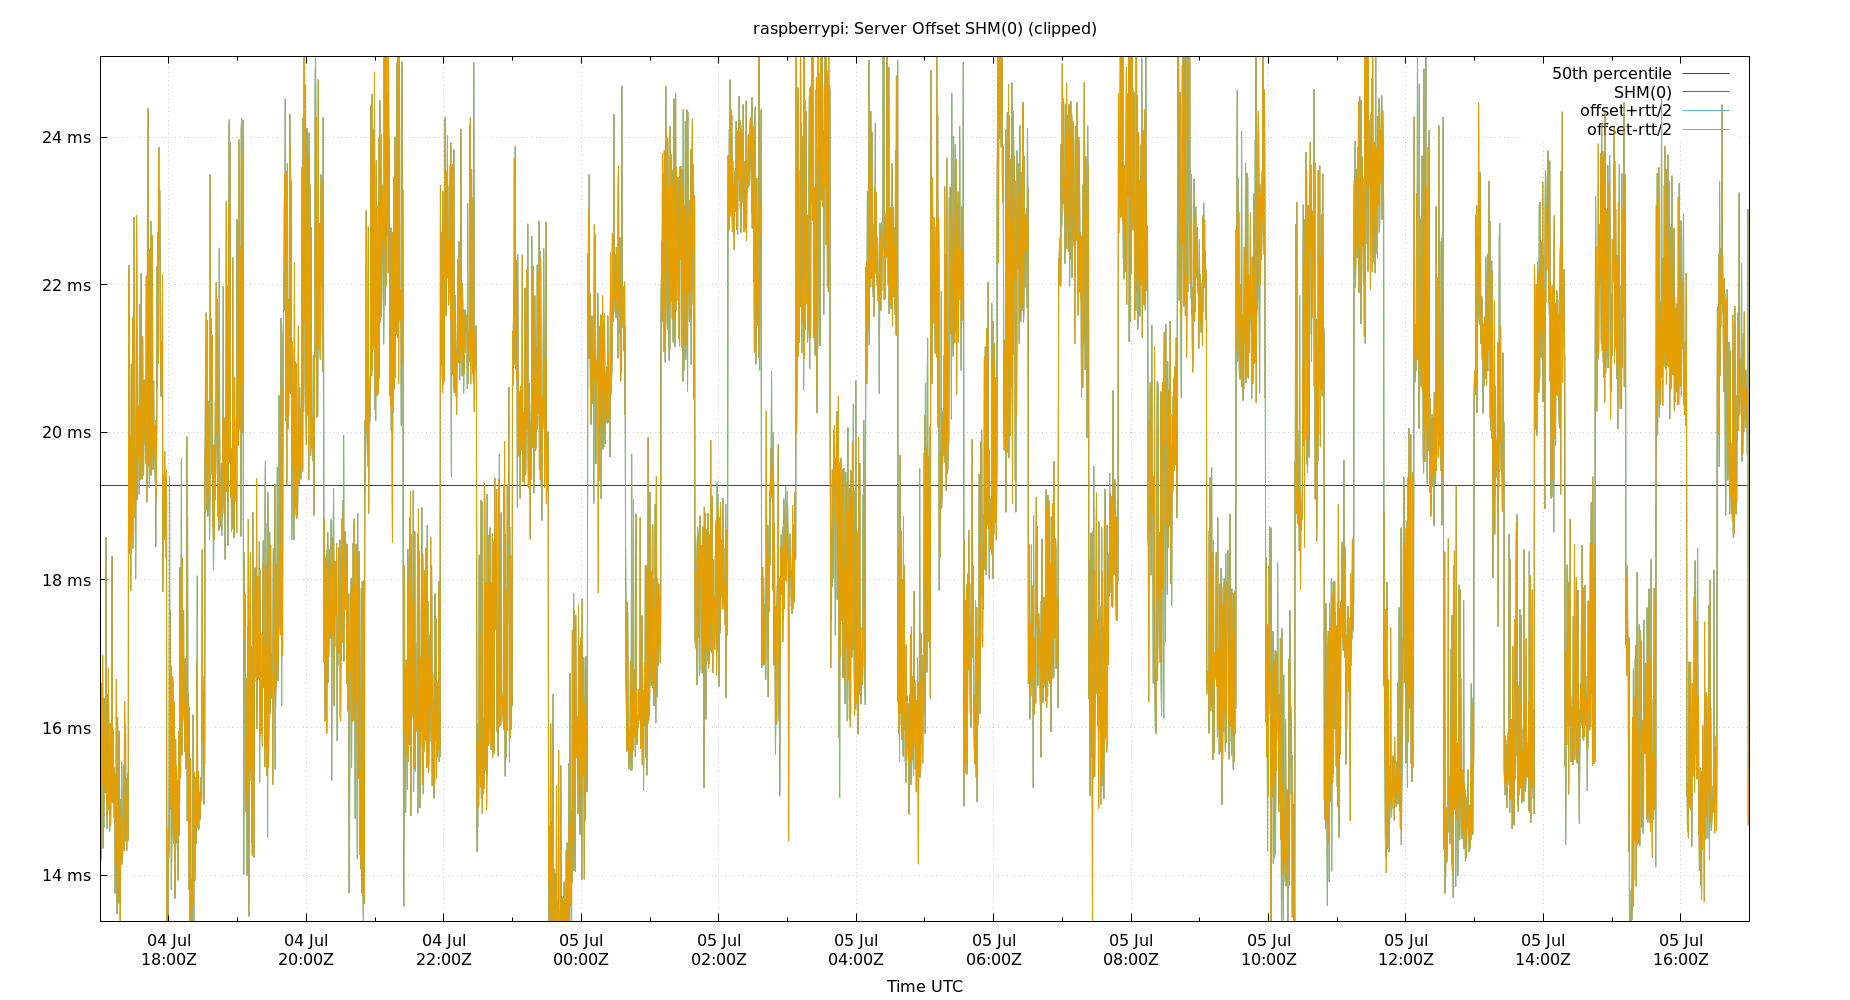 raspberrypi: Server Offset SHM(0) (clipped)
50th percentile
SHM(0)
offset+rtt/2
offset-rtt/2
24 ms
22 ms
20 ms
18 ms
16 ms
14 ms
04 Jul 04 Jul 04 Jul 05 Jul 05 Jul 05 Jul 05 Jul 05 Jul 05 Jul 05 Jul 05 Jul 05 Jul
18:00Z 20:00Z 22:00Z 00:00Z 02:00Z 04:00Z 06:00Z 08:00Z 10:00Z 12:00Z 14:00Z 16:00Z
Time UTC